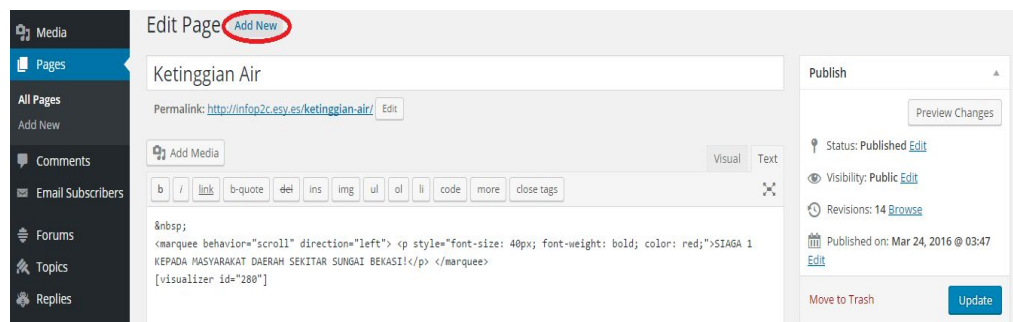 Media
Pages
All Pages
Add New
Comments
Email Subscribers
Forums
Topics
Replies
Edit Page Add New
Ketinggian Air
Permalink: http://infop2c.esy.es/ketinggian-air/ Edit
Add Media
Visual Text
b i link b-quote del ins img ul ol li code more close tags
&nbsp;
<marquee behavior="scroll" direction="left"> <p style="font-size: 40px; font-weight: bold; color: red;">SIAGA 1
KEPADA MASYARAKAT DAERAH SEKITAR SUNGAI BEKASI!</p> </marquee>
[visualizer id="280"]
Publish
Preview Changes
Status: Published Edit
Visibility: Public Edit
Revisions: 14 Browse
Published on: Mar 24, 2016 @ 03:47
Edit
Move to Trash Update